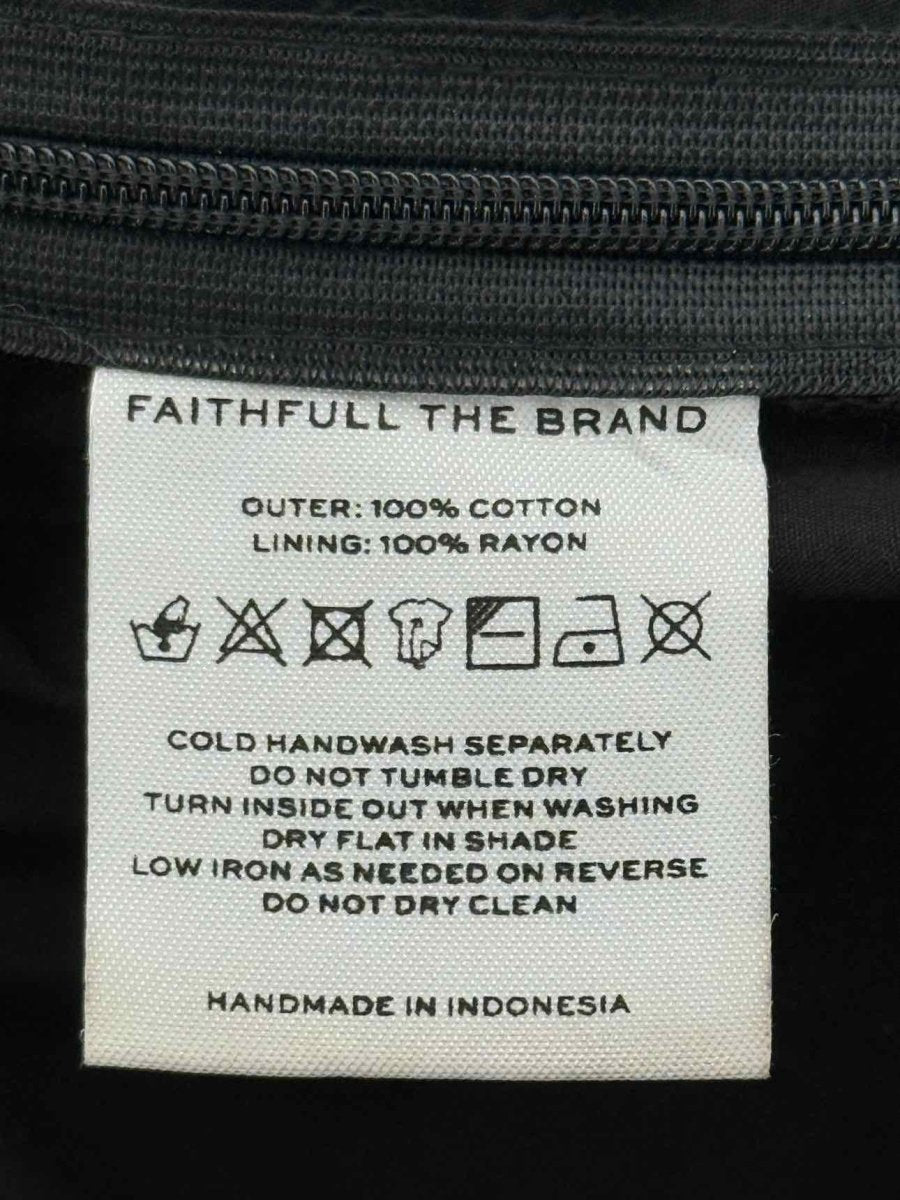 FAITHFULL THE BRAND
OUTER: 100% COTTON
LINING: 100% RAYON
COLD HANDWASH SEPARATELY
DO NOT TUMBLE DRY
TURN INSIDE OUT WHEN WASHING
DRY FLAT IN SHADE
LOW IRON AS NEEDED ON REVERSE
DO NOT DRY CLEAN
HANDMADE IN INDONESIA